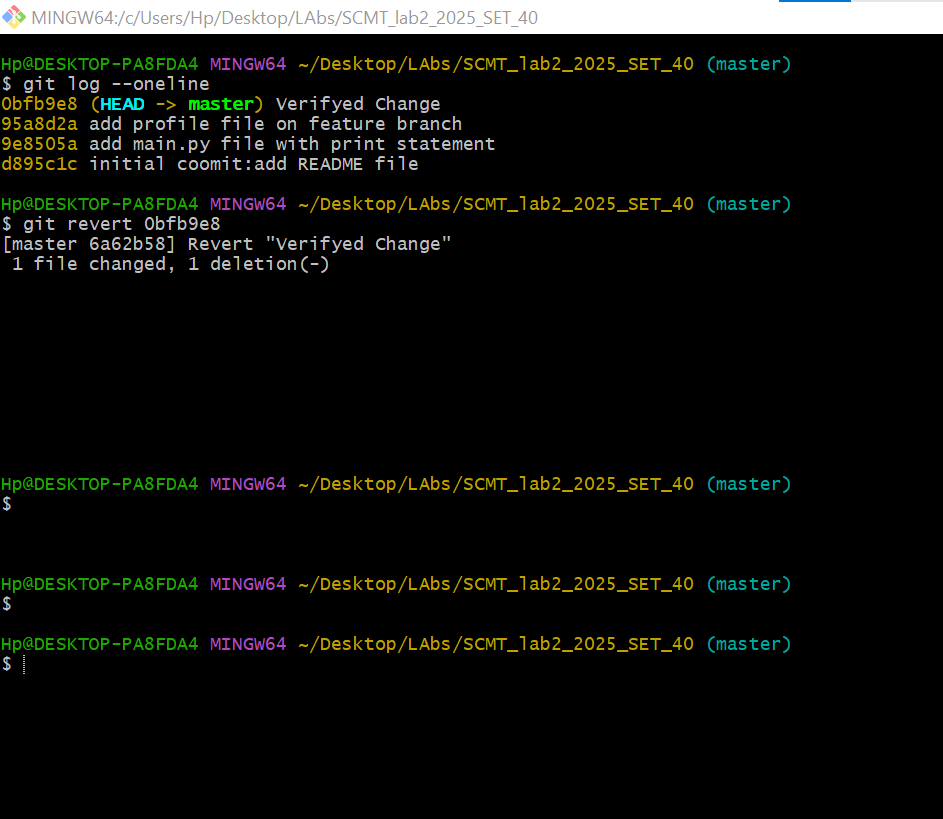 MINGW64:/c/Users/Hp/Desktop/LAbs/SCMT_lab2_2025_SET_40
Hp@DESKTOP-PA8FDA4 MINGW64 ~/Desktop/LAbs/SCMT_lab2_2025_SET_40 (master)
$ git log --oneline
0bfb9e8 (HEAD -> master) Verifyed Change
95a8d2a add profile file on feature branch
9e8505a add main.py file with print statement
d895c1c initial coomit:add README file
Hp@DESKTOP-PA8FDA4 MINGW64 ~/Desktop/LAbs/SCMT_lab2_2025_SET_40 (master)
$ git revert 0bfb9e8
[master 6a62b58] Revert "Verifyed Change"
 1 file changed, 1 deletion(-)
Hp@DESKTOP-PA8FDA4 MINGW64 ~/Desktop/LAbs/SCMT_lab2_2025_SET_40 (master)
$
Hp@DESKTOP-PA8FDA4 MINGW64 ~/Desktop/LAbs/SCMT_lab2_2025_SET_40 (master)
$
Hp@DESKTOP-PA8FDA4 MINGW64 ~/Desktop/LAbs/SCMT_lab2_2025_SET_40 (master)
$